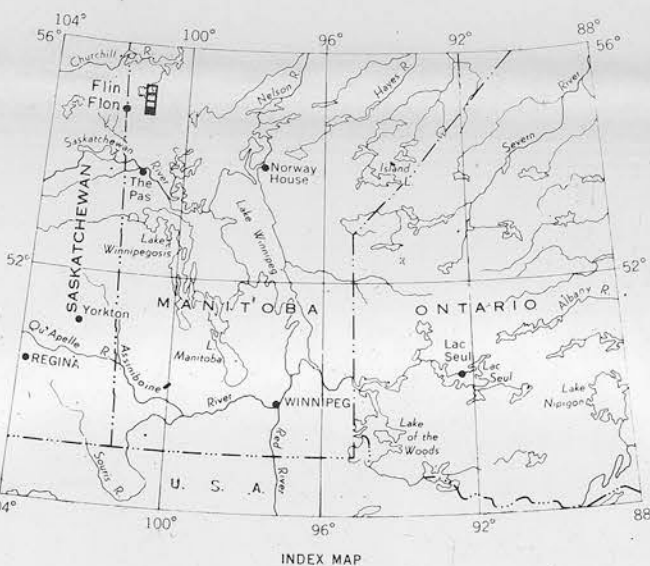 104°
100°
96°
92°
88°
56°
56°
Churchill R.
Flin
Flon
Nelson R.
Hayes R.
Severn River
Saskatchewan River
The
Pas
Norway
House
Island
L.
SASKATCHEWAN
Lake
Winnipegosis
Lake Winnipeg
52°
52°
MANITOBA
ONTARIO
Albany R.
Yorkton
Qu'Apelle R.
REGINA
L.
Manitoba
Assiniboine River
Lac
Seul
Lac
Seul
Lake
Nipigon
WINNIPEG
Lake
of the
Woods
Red River
Souris R.
U. S. A.
04°
100°
96°
92°
88
INDEX MAP